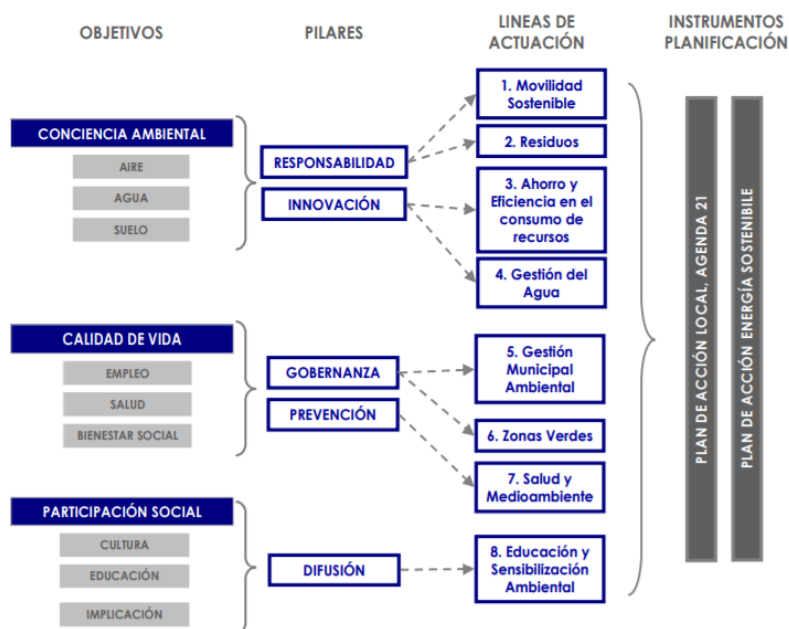 OBJETIVOS
PILARES
LINEAS DE
ACTUACIÓN
INSTRUMENTOS
PLANIFICACIÓN
CONCIENCIA AMBIENTAL
AIRE
AGUA
SUELO
RESPONSABILIDAD
INNOVACIÓN
1. Movilidad
Sostenible
2. Residuos
3. Ahorro y
Eficiencia en el
consumo de
recursos
4. Gestión del
Agua
CALIDAD DE VIDA
EMPLEO
SALUD
BIENESTAR SOCIAL
GOBERNANZA
PREVENCIÓN
5. Gestión
Municipal
Ambiental
6. Zonas Verdes
7. Salud y
Medioambiente
PARTICIPACIÓN SOCIAL
CULTURA
EDUCACIÓN
IMPLICACIÓN
DIFUSIÓN
8. Educación y
Sensibilización
Ambiental
PLAN DE ACCIÓN LOCAL, AGENDA 21
PLAN DE ACCIÓN ENERGÍA SOSTENIBILE